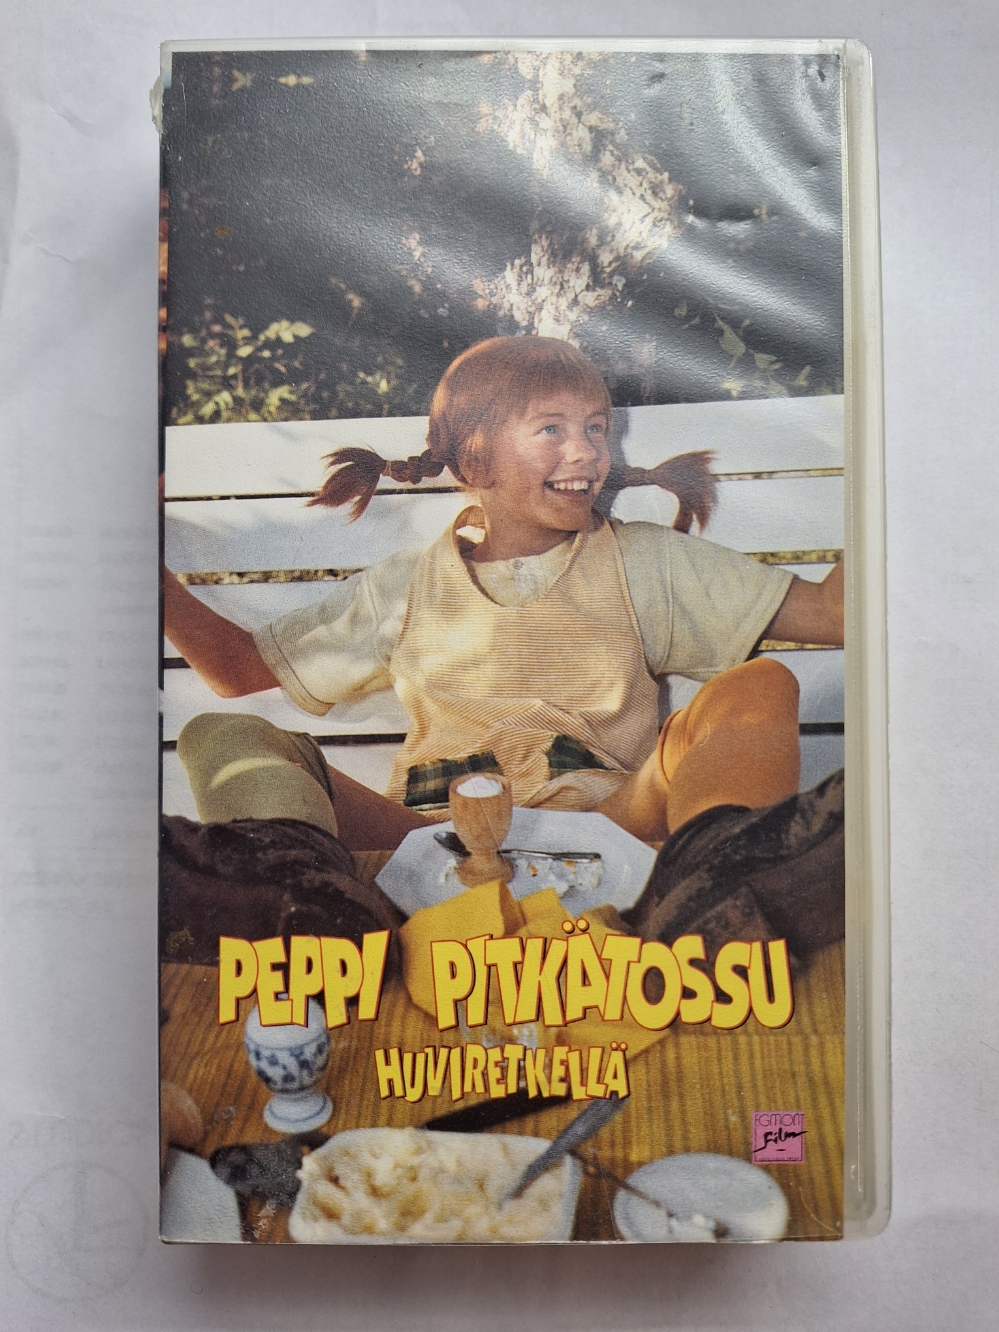 PEPPI PITKÄTOSSU
HUVIRETKELLÄ
EGMONT
Film